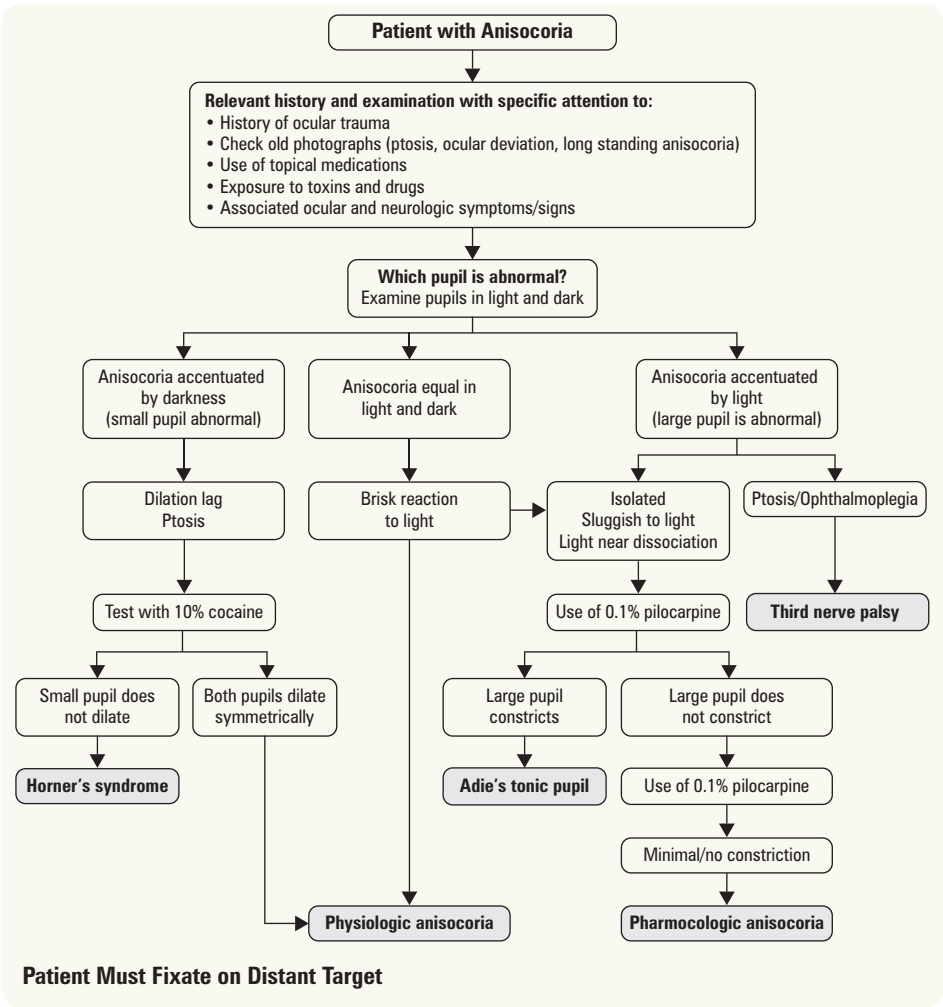 Patient with Anisocoria
Relevant history and examination with specific attention to:
• History of ocular trauma
• Check old photographs (ptosis, ocular deviation, long standing anisocoria)
• Use of topical medications
• Exposure to toxins and drugs
• Associated ocular and neurologic symptoms/signs
Which pupil is abnormal?
Examine pupils in light and dark
Anisocoria accentuated
by darkness
(small pupil abnormal)
Anisocoria equal in
light and dark
Anisocoria accentuated
by light
(large pupil is abnormal)
Dilation lag
Ptosis
Brisk reaction
to light
Isolated
Sluggish to light
Light near dissociation
Ptosis/Ophthalmoplegia
Test with 10% cocaine
Use of 0.1% pilocarpine
Third nerve palsy
Small pupil does
not dilate
Both pupils dilate
symmetrically
Large pupil
constricts
Large pupil does
not constrict
Horner's syndrome
Adie's tonic pupil
Use of 0.1% pilocarpine
Minimal/no constriction
Physiologic anisocoria
Pharmocologic anisocoria
Patient Must Fixate on Distant Target